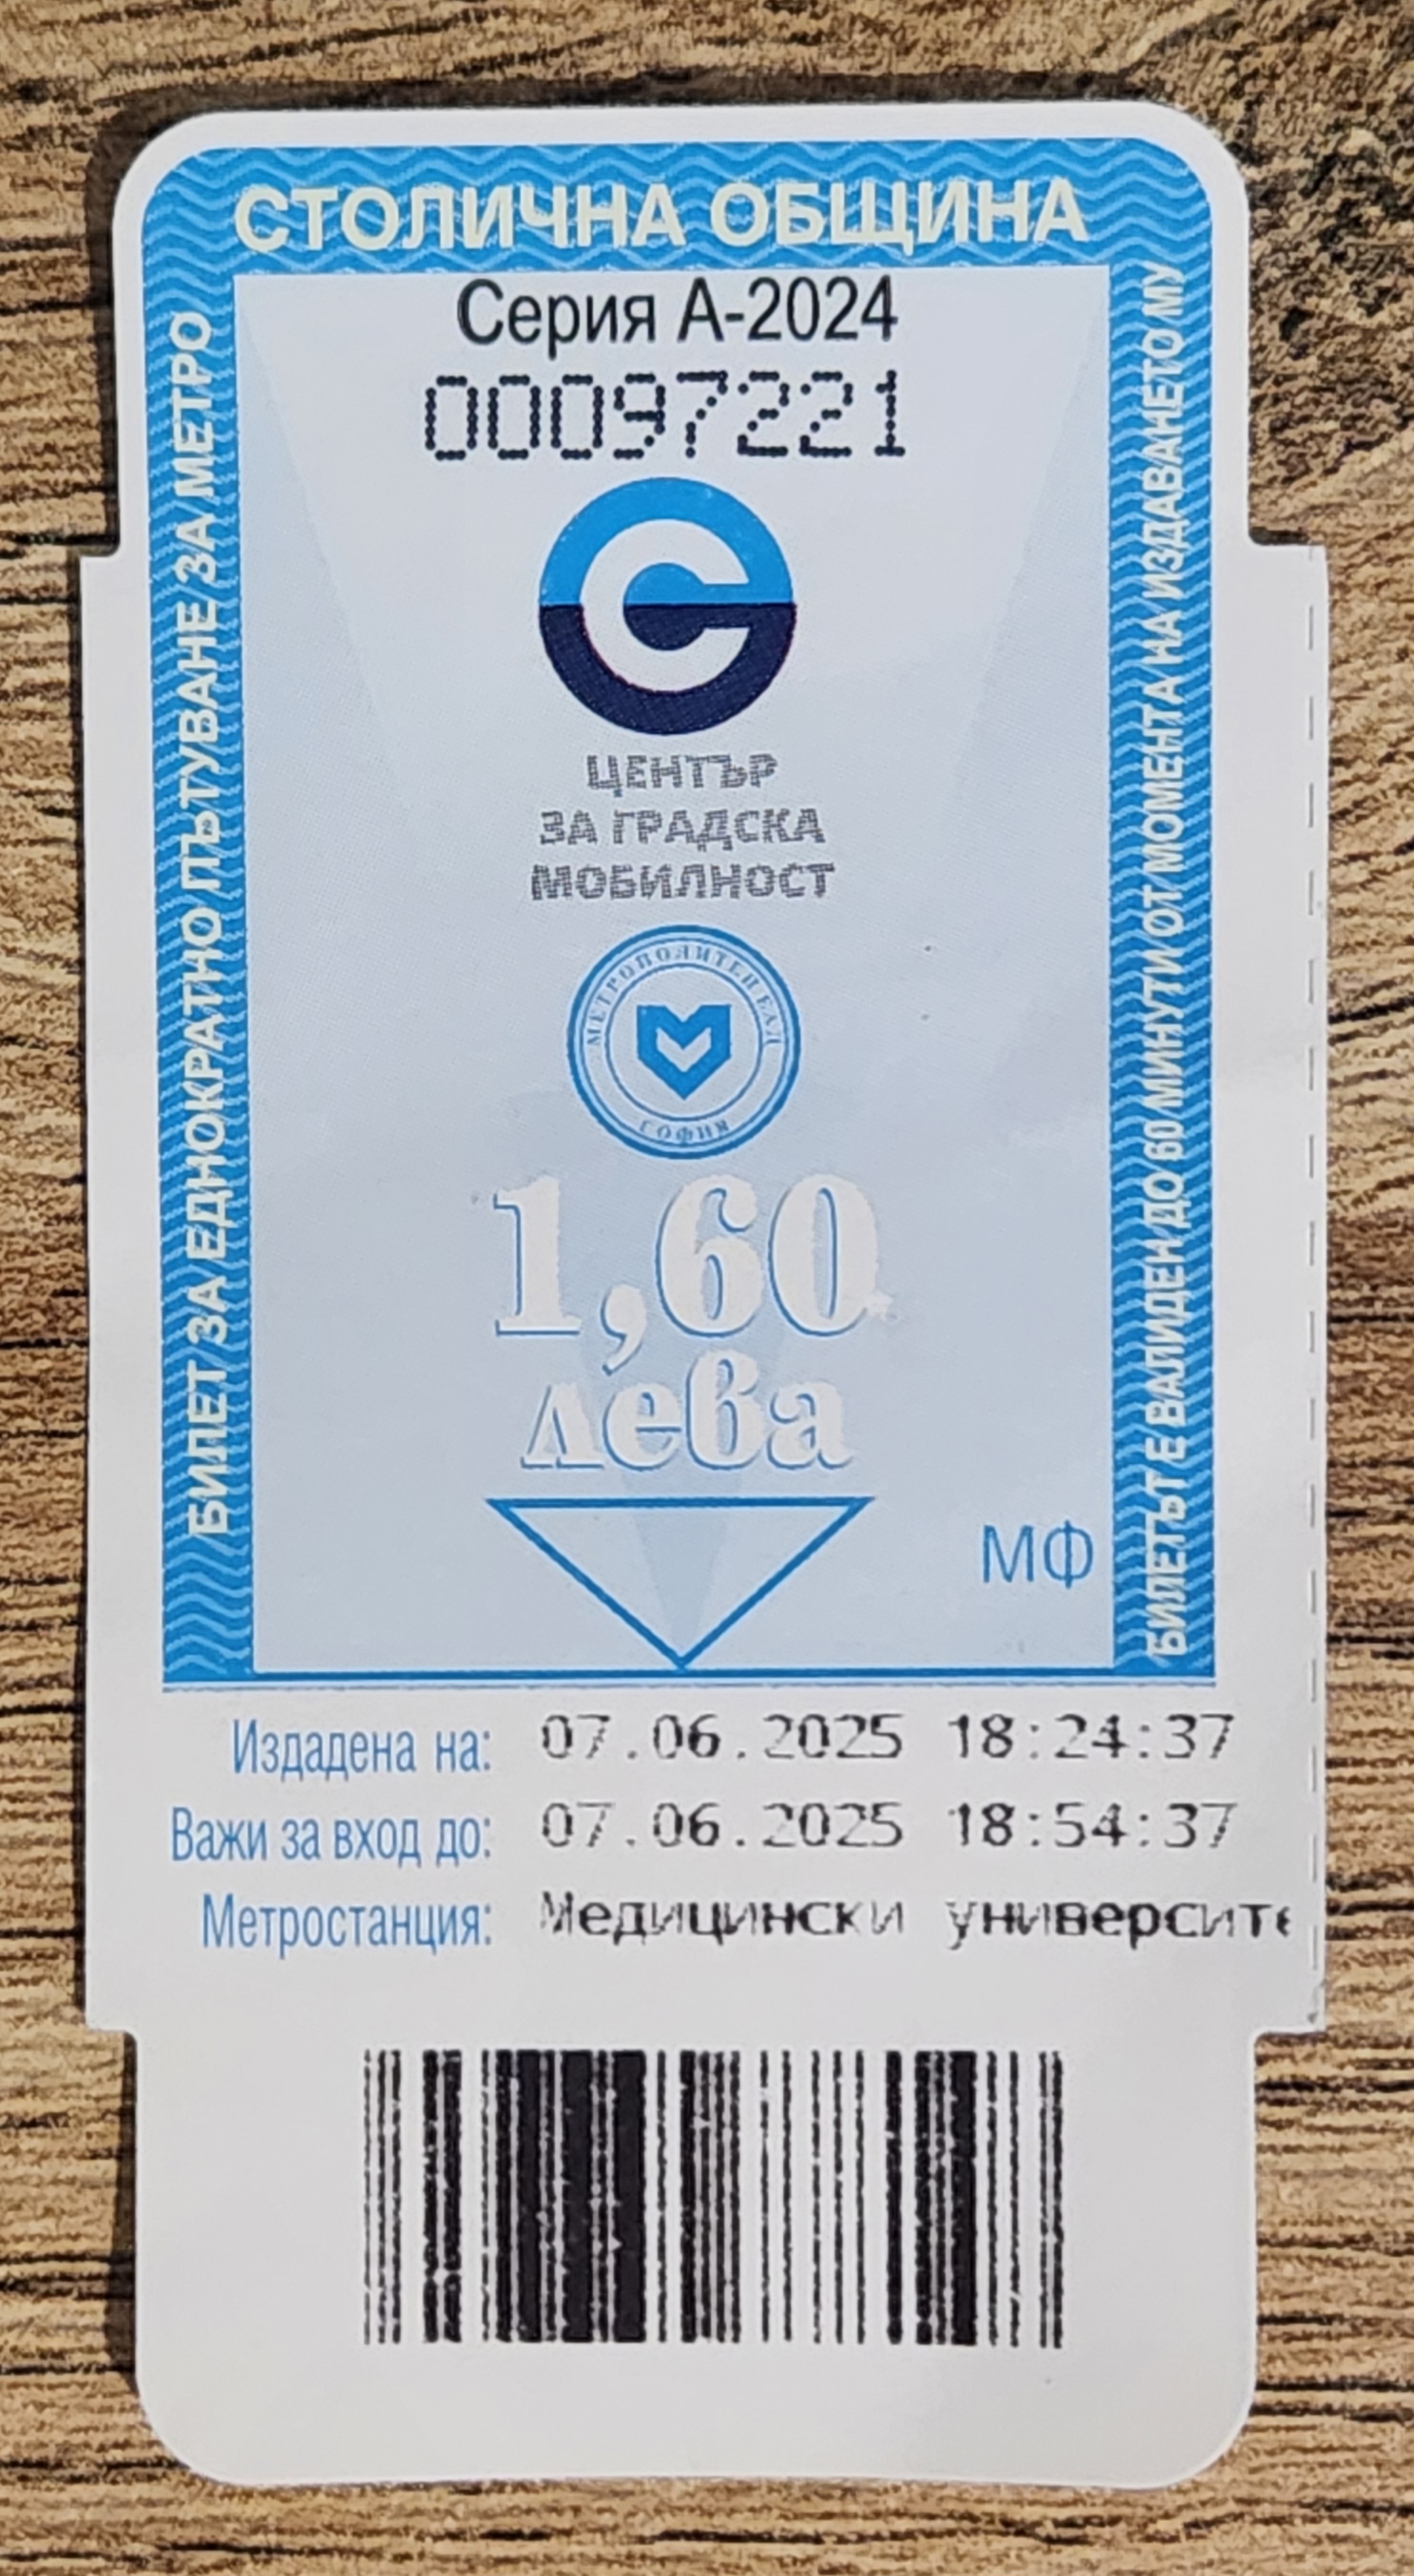 СТОЛИЧНА ОБЩИНА
БИЛЕТ ЗА ЕДНОКРАТНО ПЪТУВАНЕ ЗА МЕТРО
Серия А-2024
00097221
ЦЕНТЪР
ЗА ГРАДСКА
МОБИЛНОСТ
МЕТРОПОЛИТЕН ЕАД
СОФИЯ
1,60
лева
МФ
БИЛЕТЪТ Е ВАЛИДЕН ДО 60 МИНУТИ ОТ МОМЕНТА НА ИЗДАВАНЕТО МУ
Издадена на: 07.06.2025 18:24:37
Важи за вход до: 07.06.2025 18:54:37
Метростанция: Медицински университе